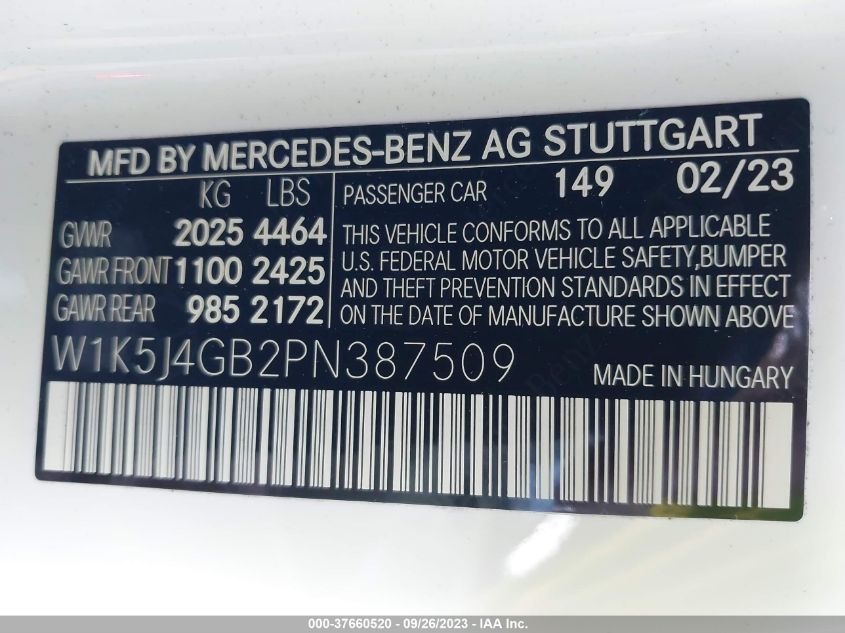 MFD BY MERCEDES-BENZ AG STUTTGART
KG LBS
GVWR 2025 4464
GAWR FRONT 1100 2425
GAWR REAR 985 2172
PASSENGER CAR 149 02/23
THIS VEHICLE CONFORMS TO ALL APPLICABLE
U.S. FEDERAL MOTOR VEHICLE SAFETY,BUMPER
AND THEFT PREVENTION STANDARDS IN EFFECT
ON THE DATE OF MANUFACTURE SHOWN ABOVE
W1K5J4GB2PN387509
MADE IN HUNGARY
000-37660520 - 09/26/2023 - IAA Inc.